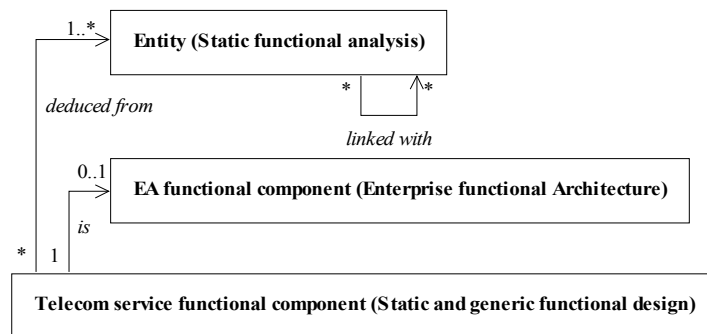 1..*
Entity (Static functional analysis)
* *
deduced from
linked with
0..1
EA functional component (Enterprise functional Architecture)
is
* 1
Telecom service functional component (Static and generic functional design)